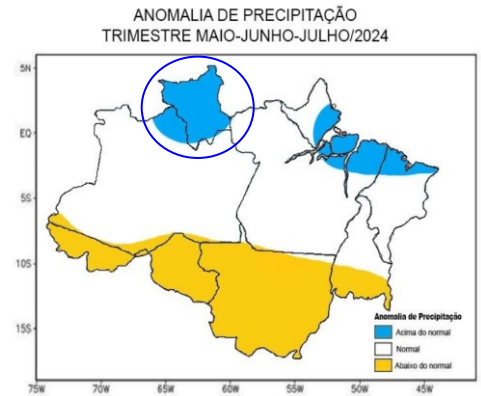 ANOMALIA DE PRECIPITAÇÃO
TRIMESTRE MAIO-JUNHO-JULHO/2024
5N
EQ
5S
10S
15S
Anomalia de Precipitação
Acima do normal
Normal
Abaixo do normal
75W 70W 65W 60W 55W 50W 45W